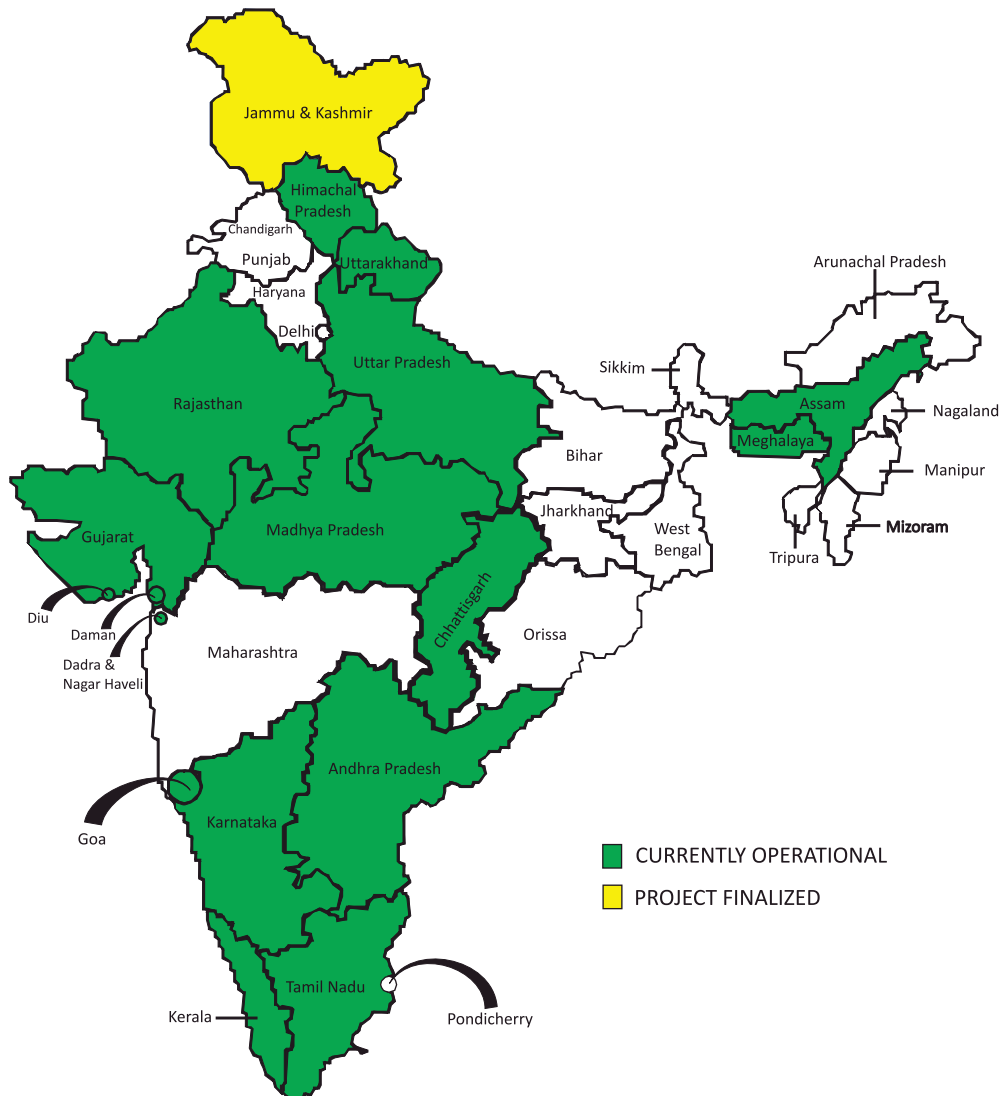 Jammu & Kashmir
Himachal
Pradesh
Chandigarh
Punjab
Uttarakhand
Haryana
Delhi
Arunachal Pradesh
Uttar Pradesh
Sikkim
Rajasthan
Assam
Nagaland
Meghalaya
Bihar
Manipur
Jharkhand
Madhya Pradesh
West
Bengal
Mizoram
Gujarat
Tripura
Chhattisgarh
Diu
Daman
Orissa
Maharashtra
Dadra &
Nagar Haveli
Andhra Pradesh
Karnataka
Goa
CURRENTLY OPERATIONAL
PROJECT FINALIZED
Tamil Nadu
Kerala
Pondicherry